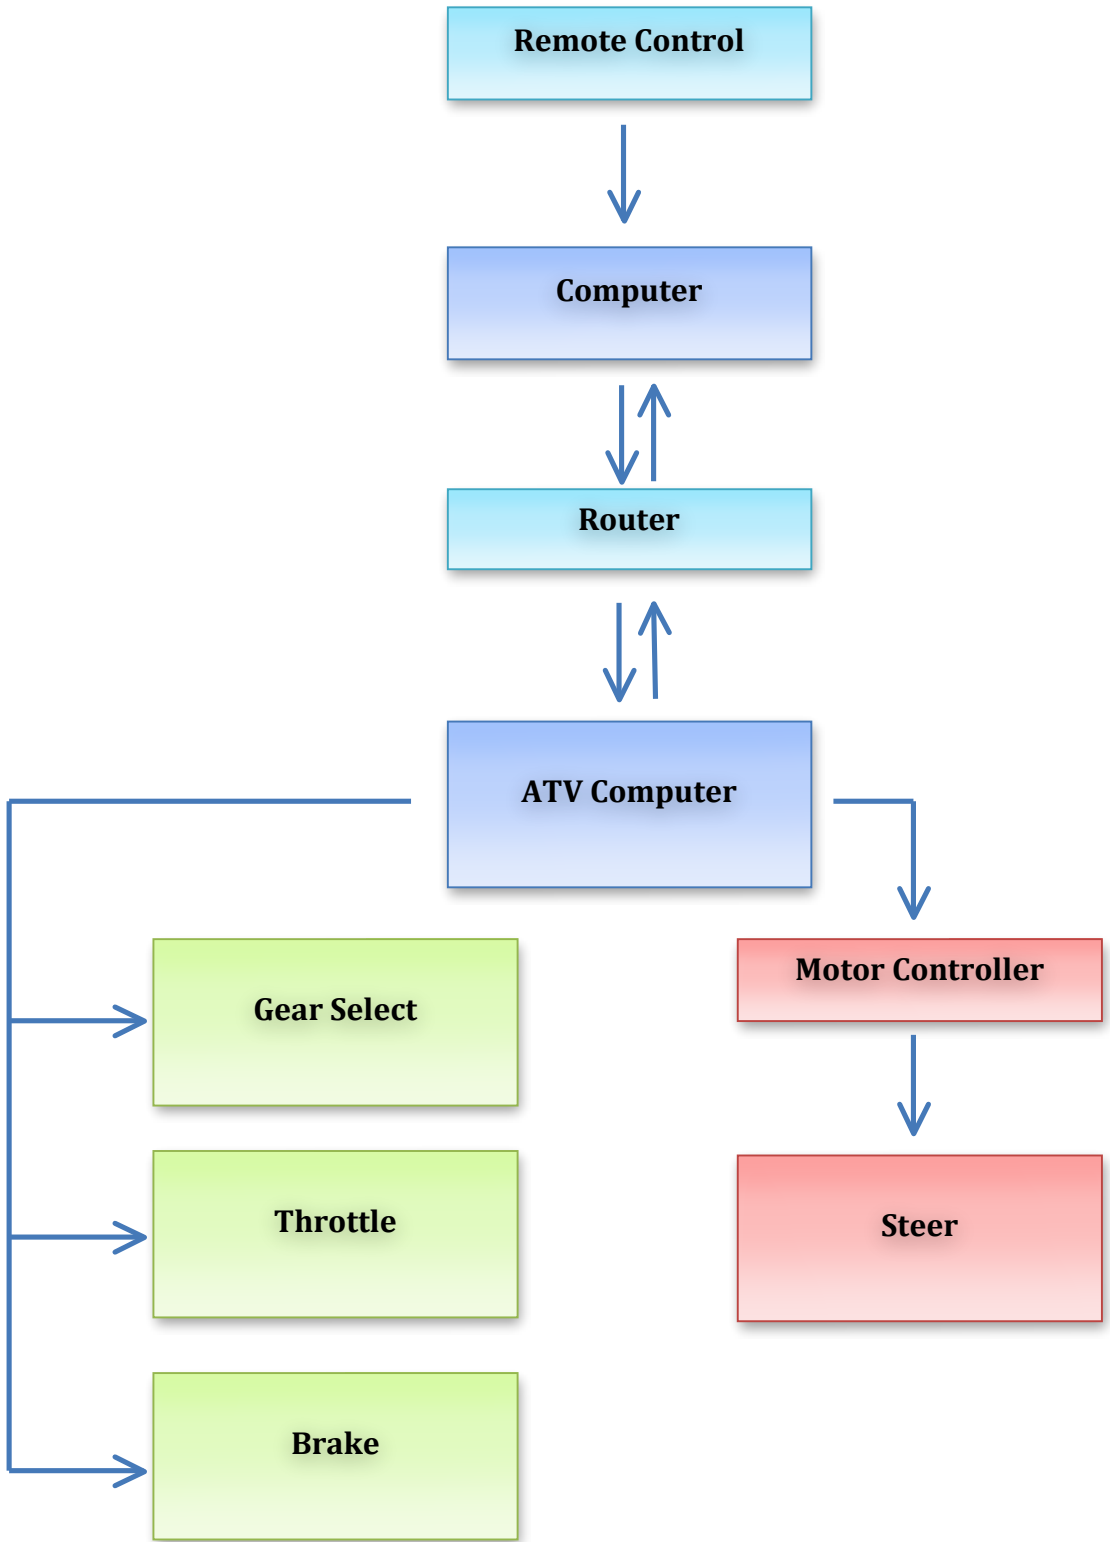 Remote Control
Computer
Router
ATV Computer
Gear Select
Motor Controller
Throttle
Steer
Brake